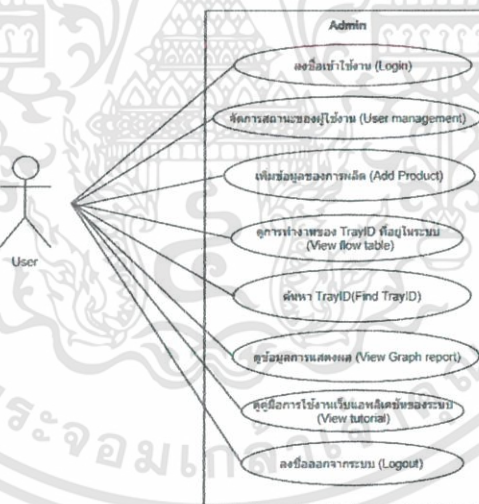 Admin
ลงชื่อเข้าใช้งาน (Login)
จัดการสถานะของผู้ใช้งาน (User management)
เพิ่มข้อมูลของการผลิต (Add Product)
ดูการทำงานของ TrayID ที่อยู่ในระบบ
(View flow table)
User
ค้นหา TrayID(Find TrayID)
ดูข้อมูลการแสดงผล (View Graph report)
ดูคู่มือการใช้งานเว็บแอพลิเคชันของระบบ
(View tutorial)
ลงชื่อออกจากระบบ (Logout)